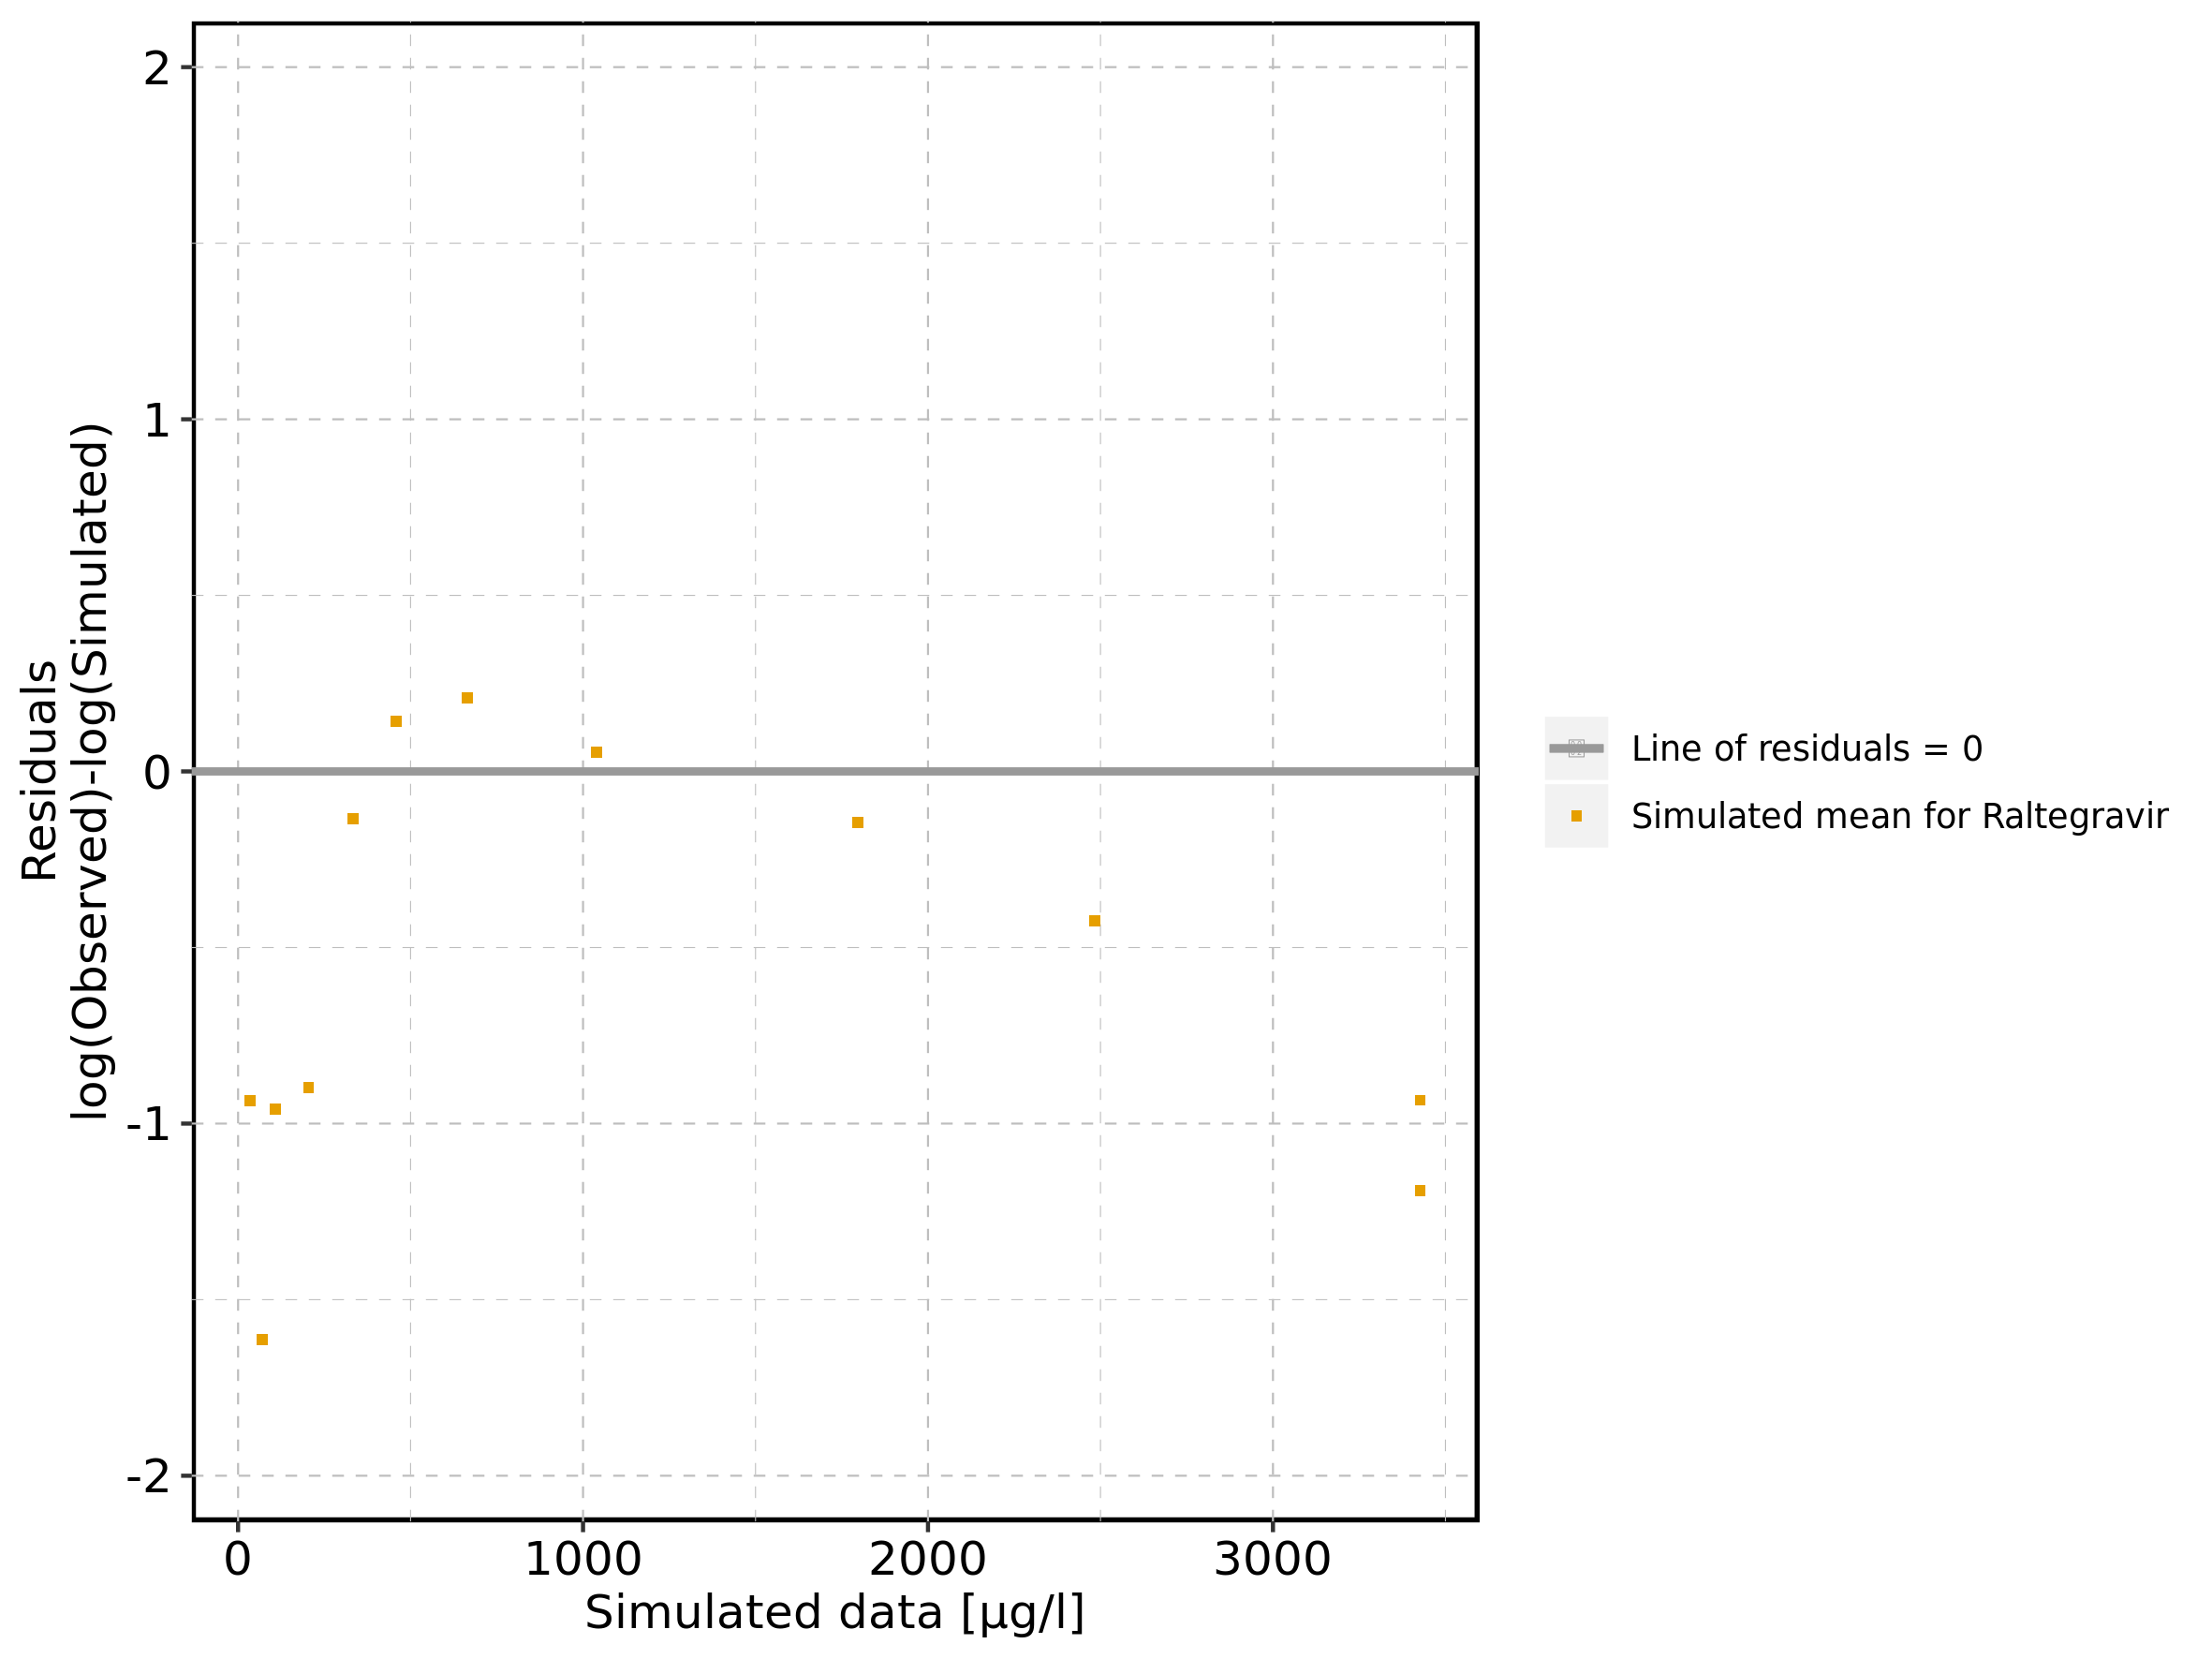 Residuals
log(Observed)-log(Simulated)
2
1
0
-1
-2
0 1000 2000 3000
Simulated data [µg/l]
Line of residuals = 0
Simulated mean for Raltegravir